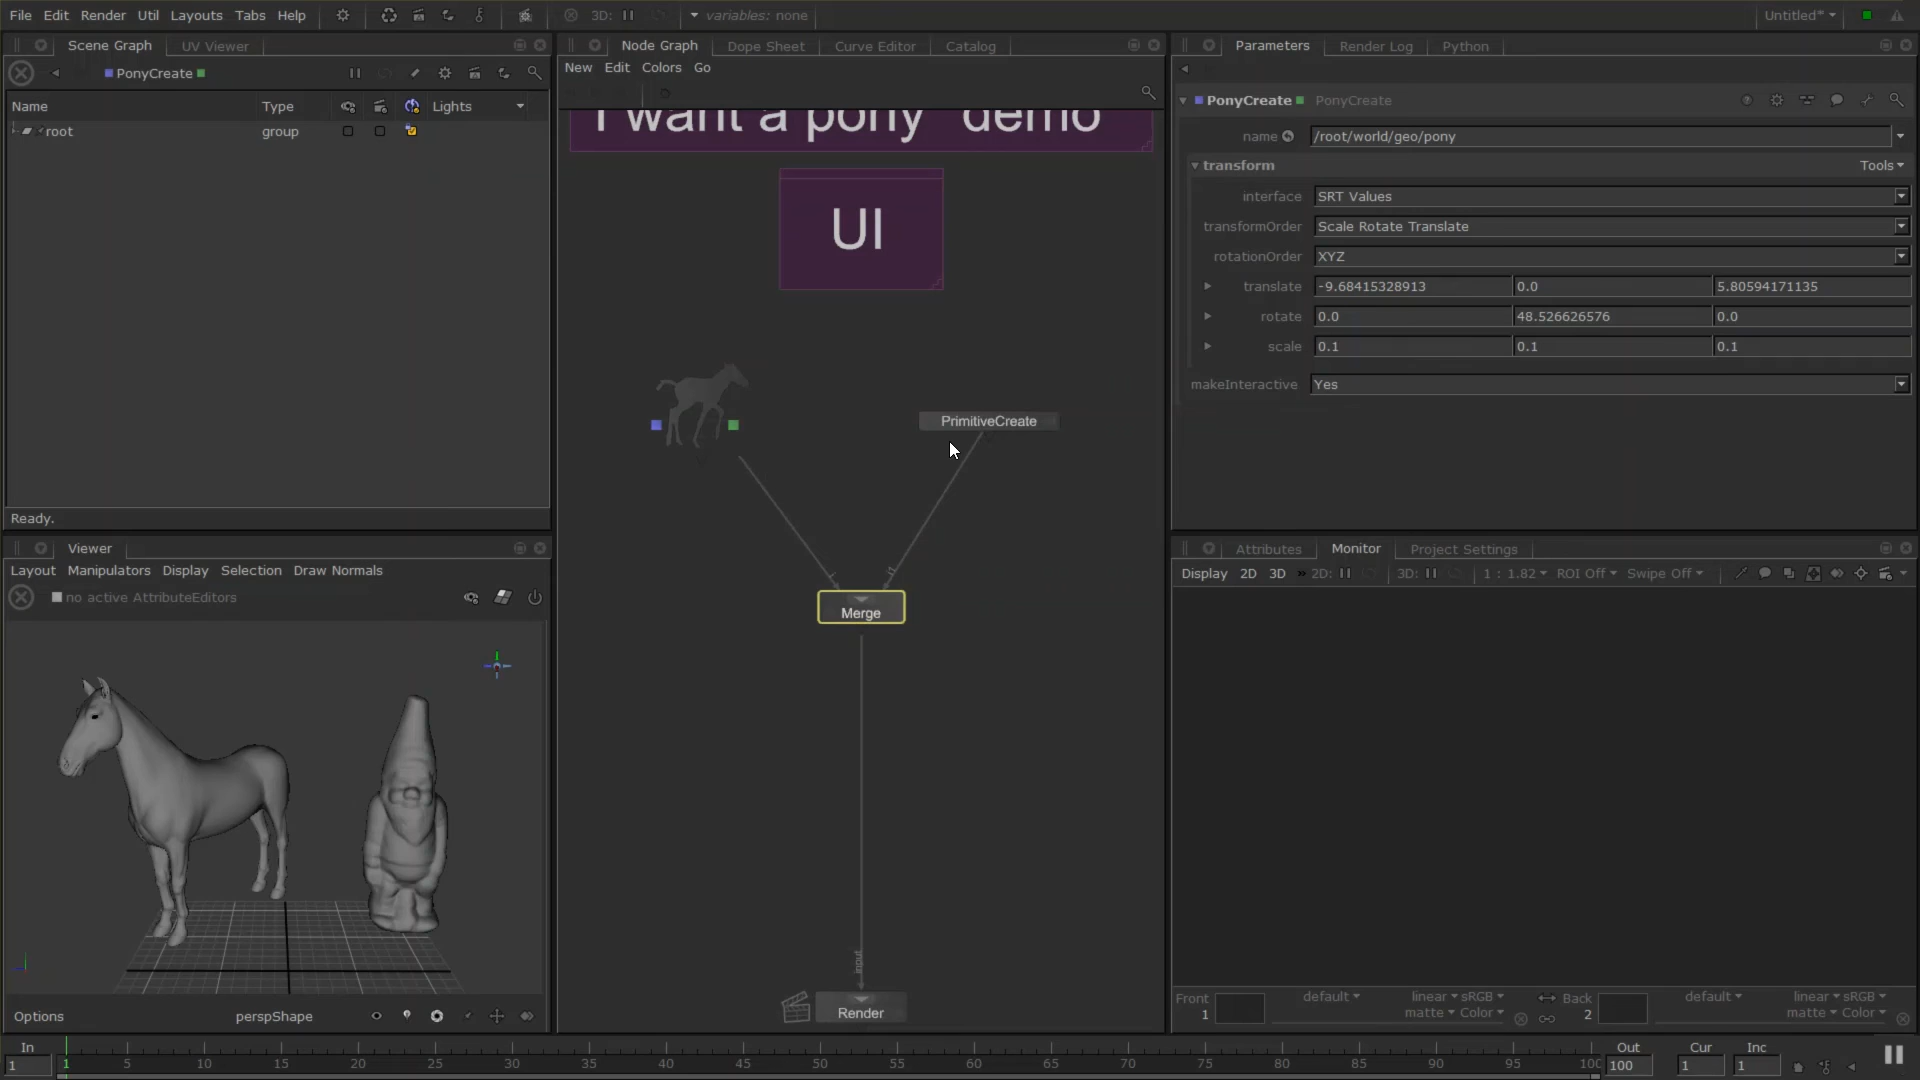 File Edit Render Util Layouts Tabs Help 3D: variables: none Untitled*
Scene Graph UV Viewer
PonyCreate
Name Type Lights
root group
Ready.
Viewer
Layout Manipulators Display Selection Draw Normals
no active AttributeEditors
Options perspShape
Node Graph Dope Sheet Curve Editor Catalog
New Edit Colors Go
I want a pony" demo
UI
PrimitiveCreate
Merge
input
Render
Parameters Render Log Python
PonyCreate PonyCreate
name /root/world/geo/pony
transform Tools
interface SRT Values
transformOrder Scale Rotate Translate
rotationOrder XYZ
translate -9.68415328913 0.0 5.80594171135
rotate 0.0 48.526626576 0.0
scale 0.1 0.1 0.1
makeInteractive Yes
Attributes Monitor Project Settings
Display 2D 3D » 2D: 3D: 1 : 1.82 ROI Off Swipe Off
Front default linear sRGB Back default linear sRGB
1 matte Color 2 matte Color
In Out Cur Inc
1 1 5 10 15 20 25 30 35 40 45 50 55 60 65 70 75 80 85 90 95 100 100 1 1